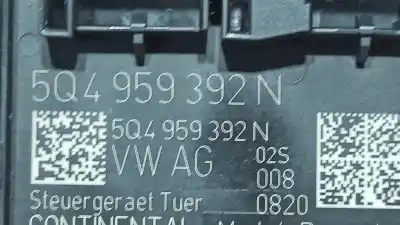 5Q4 959 392 N
5Q4 959 392 N
VW AG 02S
008
Steuergeraet Tuer 0820
CONTINENTAL